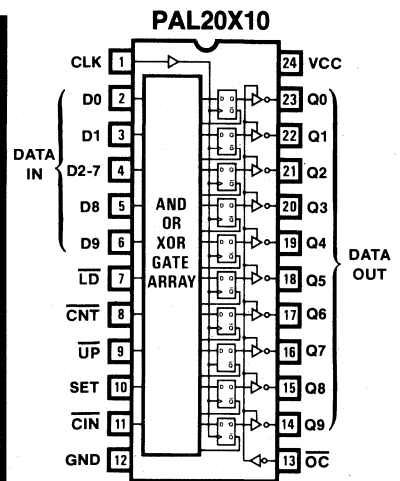 PAL20X10
CLK 1 24 VCC
D0 2 23 Q0
D1 3 22 Q1
DATA IN
D2-7 4 21 Q2
D8 5 20 Q3
AND
OR
XOR
GATE
ARRAY
D9 6 19 Q4
DATA OUT
LD 7 18 Q5
CNT 8 17 Q6
UP 9 16 Q7
SET 10 15 Q8
CIN 11 14 Q9
GND 12 13 OC